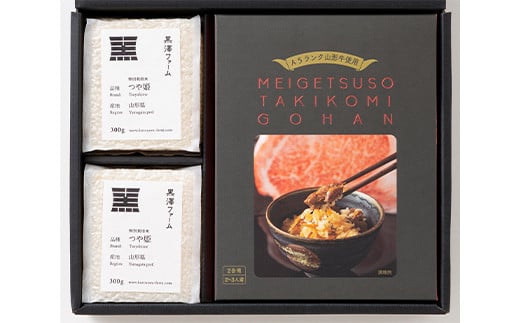 黒澤ファーム
特別栽培米
品種 つや姫
Brand Tsuyahime
産地 山形県
Region Yamagata pref.
300g
黒澤ファーム
特別栽培米
品種 つや姫
Brand Tsuyahime
産地 山形県
Region Yamagata pref.
300g
A5ランク山形牛使用
MEIGETSUSO
TAKIKOMI
GOHAN
2合用
2~3人前
調理例